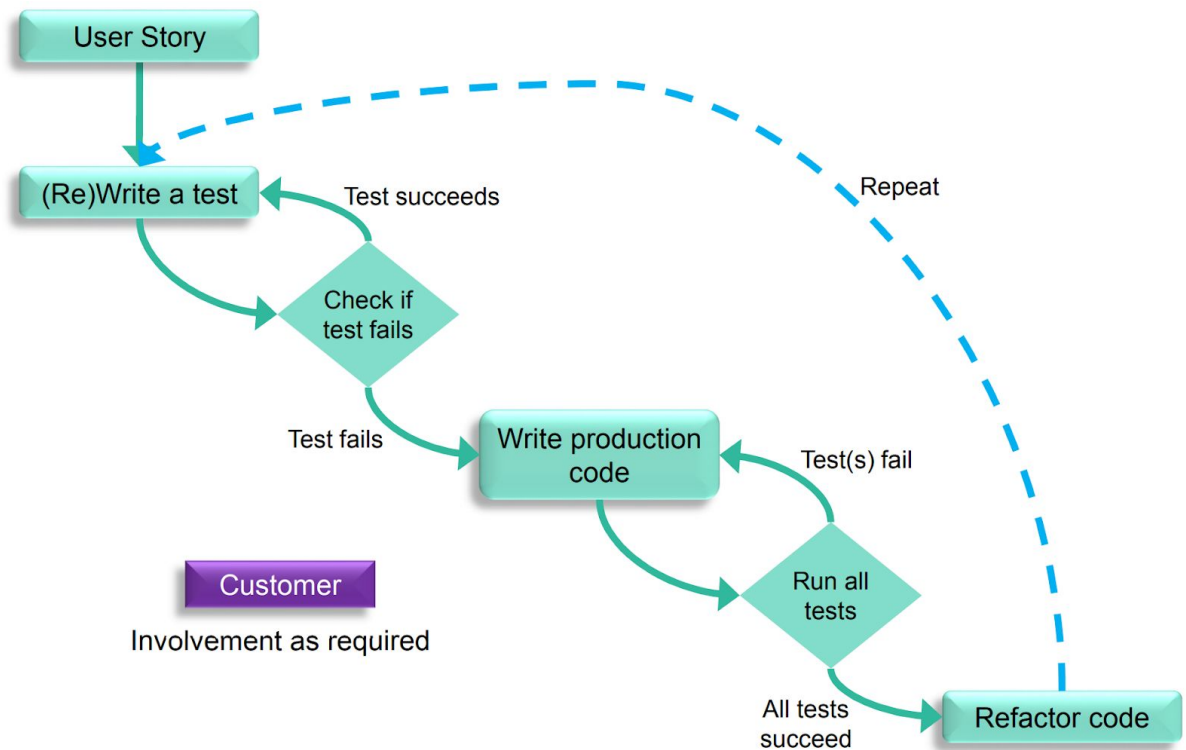 User Story
(Re)Write a test
Test succeeds
Repeat
Check if
test fails
Test fails
Write production
code
Test(s) fail
Customer
Involvement as required
Run all
tests
All tests
succeed
Refactor code